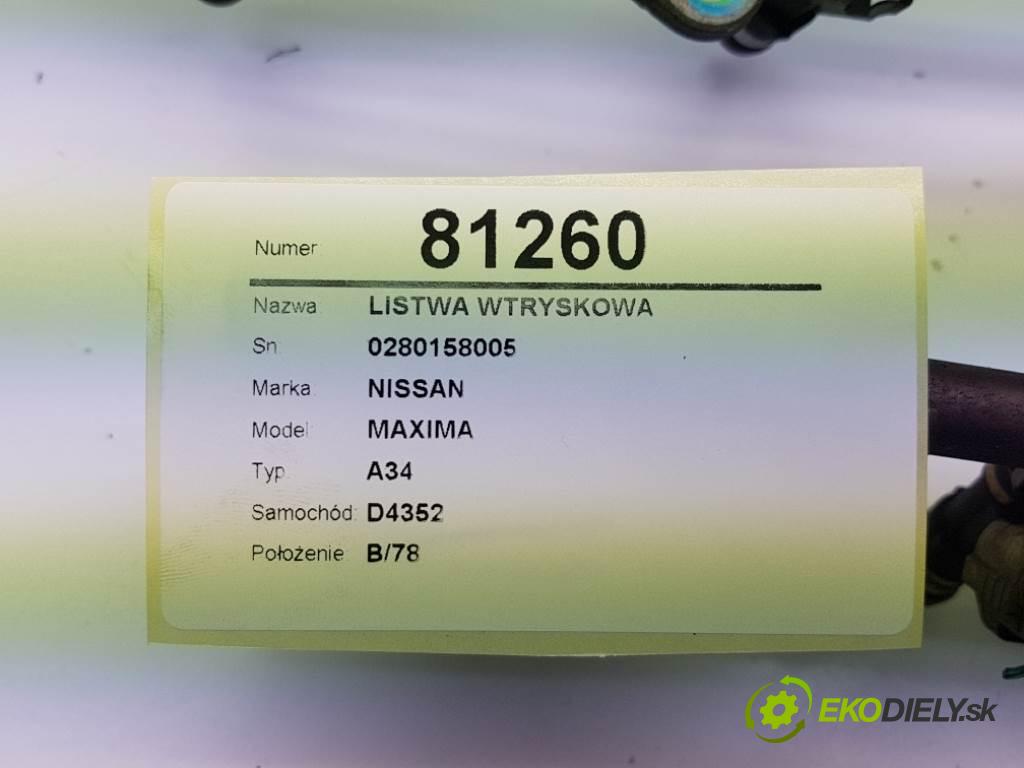 Numer 81260
Nazwa: LISTWA WTRYSKOWA
Sn: 0280158005
Marka: NISSAN
Model: MAXIMA
Typ: A34
Samochód: D4352
Położenie: B/78
EKODIELY.sk